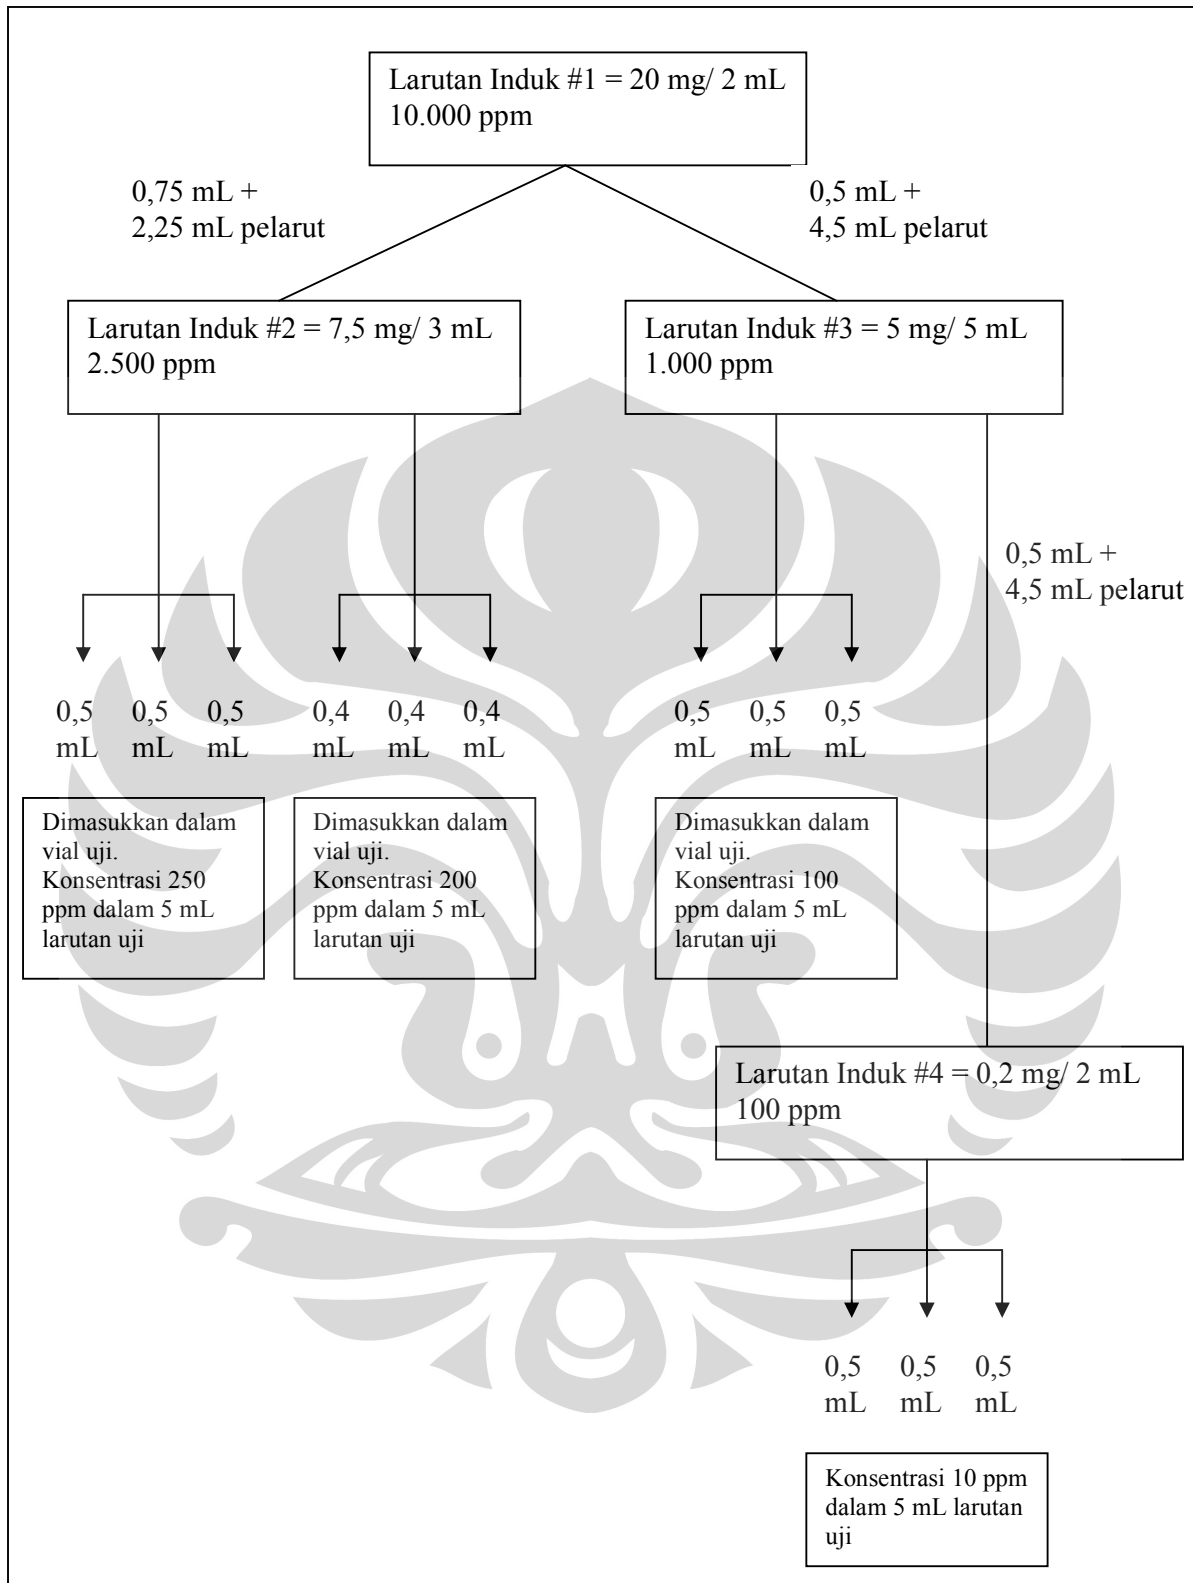 Larutan Induk #1 = 20 mg/ 2 mL
10.000 ppm
0,75 mL +
2,25 mL pelarut
0,5 mL +
4,5 mL pelarut
Larutan Induk #2 = 7,5 mg/ 3 mL
2.500 ppm
Larutan Induk #3 = 5 mg/ 5 mL
1.000 ppm
0,5 mL +
4,5 mL pelarut
0,5 0,5 0,5
mL mL mL
0,4 0,4 0,4
mL mL mL
0,5 0,5 0,5
mL mL mL
Dimasukkan dalam
vial uji.
Konsentrasi 250
ppm dalam 5 mL
larutan uji
Dimasukkan dalam
vial uji.
Konsentrasi 200
ppm dalam 5 mL
larutan uji
Dimasukkan dalam
vial uji.
Konsentrasi 100
ppm dalam 5 mL
larutan uji
Larutan Induk #4 = 0,2 mg/ 2 mL
100 ppm
0,5 0,5 0,5
mL mL mL
Konsentrasi 10 ppm
dalam 5 mL larutan
uji